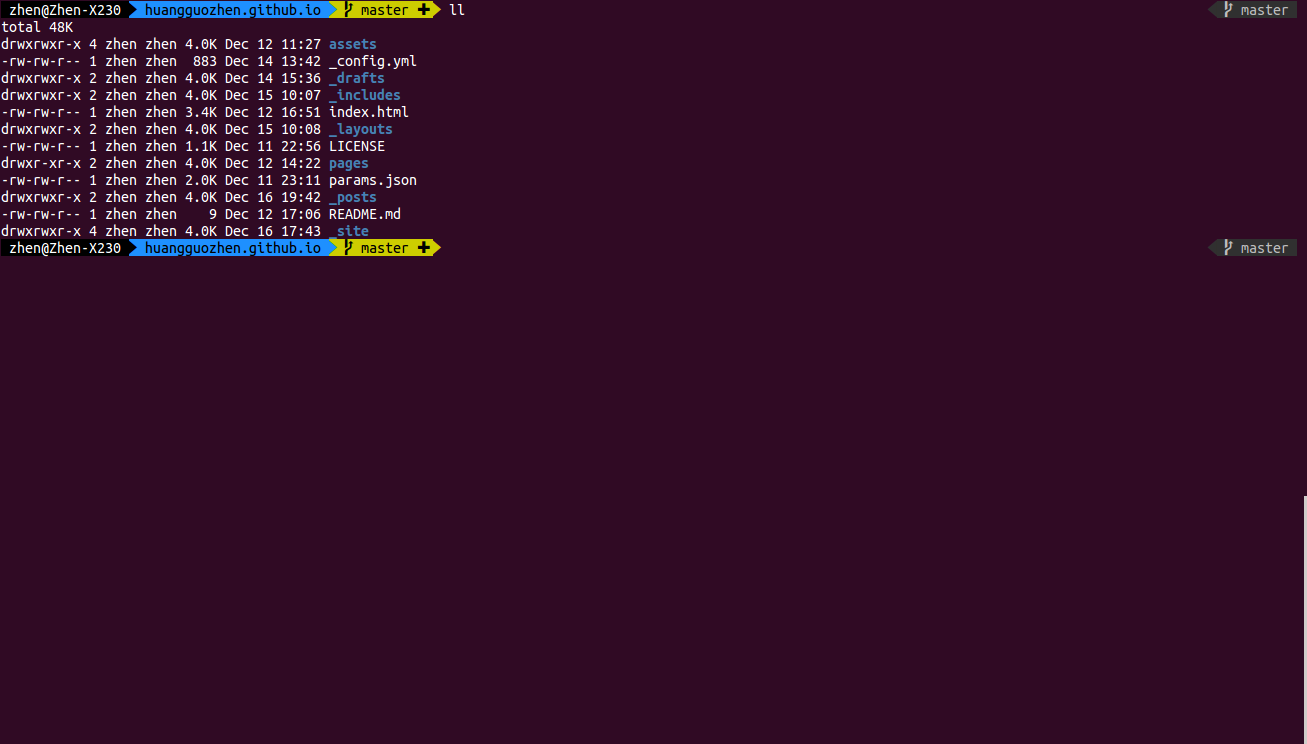 zhen@Zhen-X230 huangguozhen.github.io master ✚ ll master
total 48K
drwxrwxr-x 4 zhen zhen 4.0K Dec 12 11:27 assets
-rw-rw-r-- 1 zhen zhen  883 Dec 14 13:42 _config.yml
drwxrwxr-x 2 zhen zhen 4.0K Dec 14 15:36 _drafts
drwxrwxr-x 2 zhen zhen 4.0K Dec 15 10:07 _includes
-rw-rw-r-- 1 zhen zhen 3.4K Dec 12 16:51 index.html
drwxrwxr-x 2 zhen zhen 4.0K Dec 15 10:08 _layouts
-rw-rw-r-- 1 zhen zhen 1.1K Dec 11 22:56 LICENSE
drwxr-xr-x 2 zhen zhen 4.0K Dec 12 14:22 pages
-rw-rw-r-- 1 zhen zhen 2.0K Dec 11 23:11 params.json
drwxrwxr-x 2 zhen zhen 4.0K Dec 16 19:42 _posts
-rw-rw-r-- 1 zhen zhen    9 Dec 12 17:06 README.md
drwxrwxr-x 4 zhen zhen 4.0K Dec 16 17:43 _site
zhen@Zhen-X230 huangguozhen.github.io master ✚ master